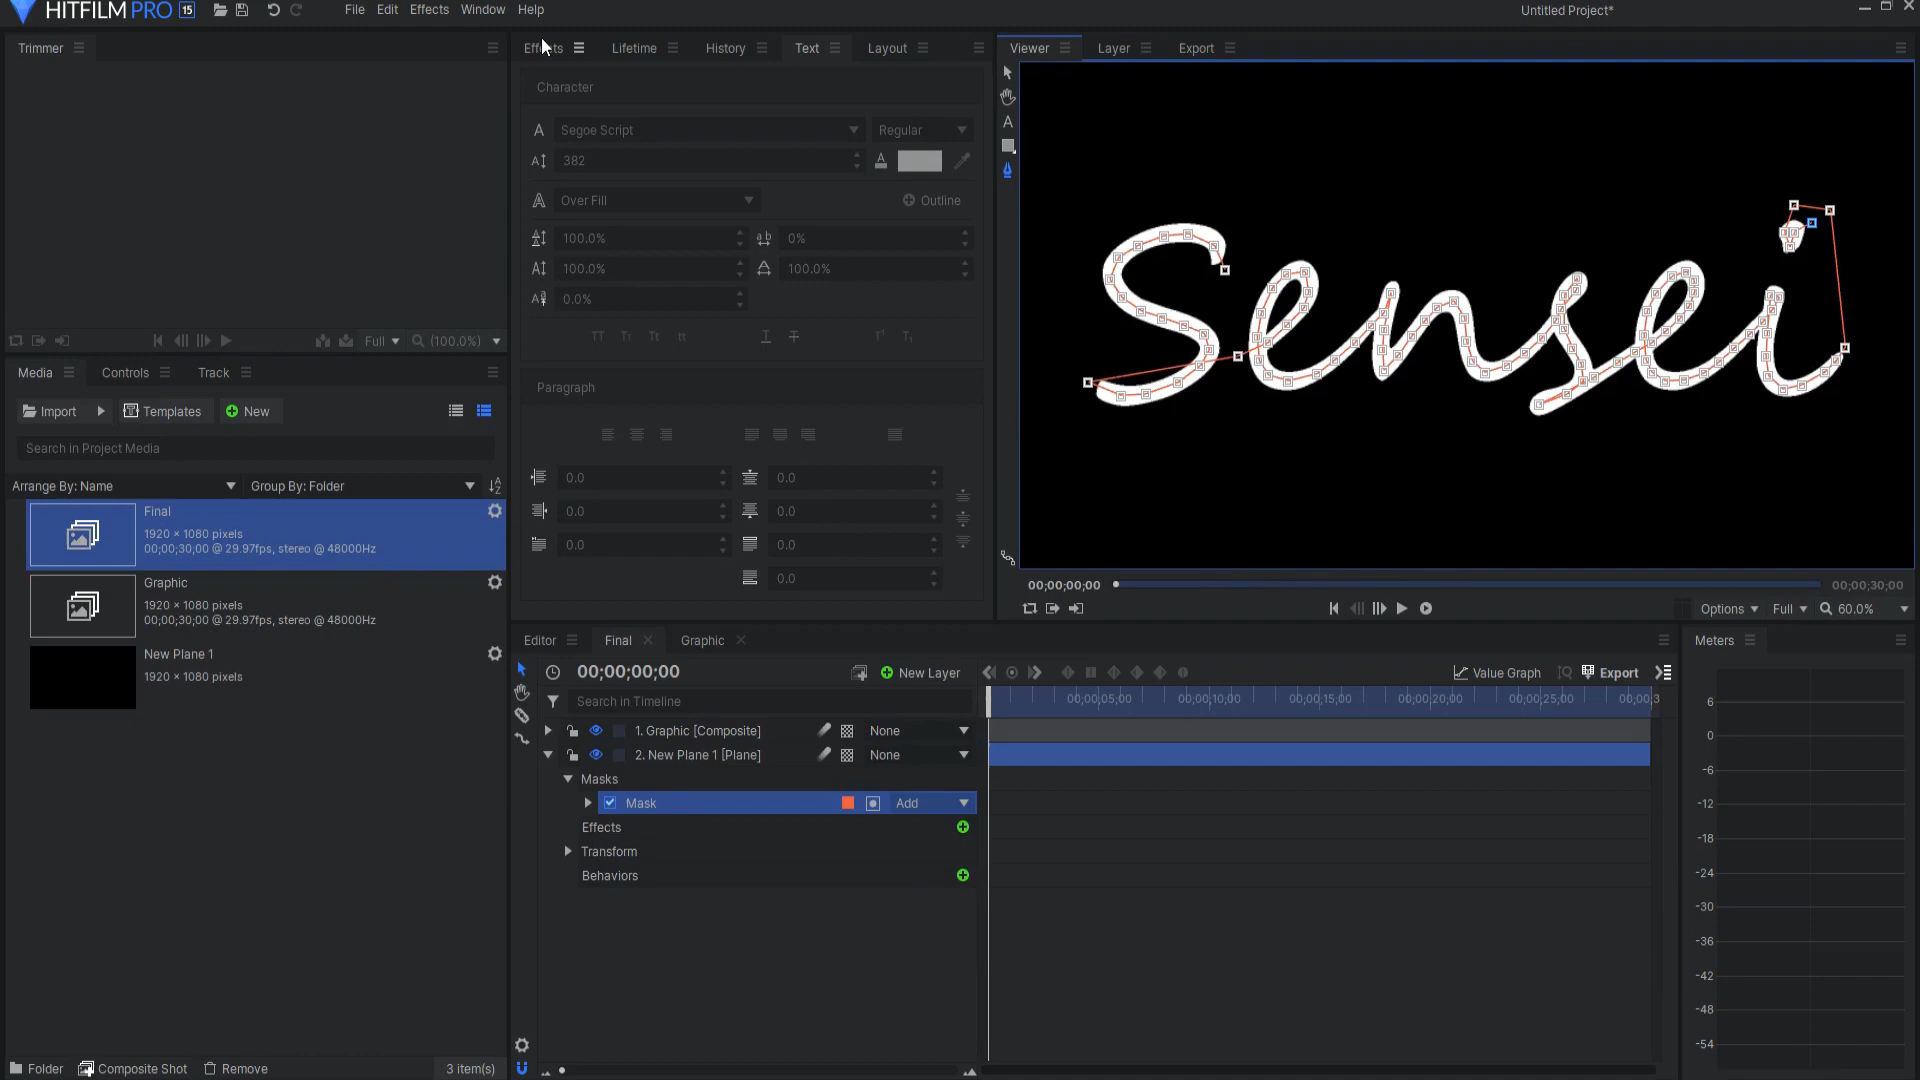 HITFILM PRO 15
File Edit Effects Window Help
Untitled Project*
Trimmer
Effects Lifetime History Text Layout
Viewer Layer Export
Character
A Segoe Script Regular
382
Over Fill Outline
100.0% 0%
100.0% 100.0%
0.0%
Sensei
Full (100.0%)
Media Controls Track
Paragraph
Import Templates New
Search in Project Media
Arrange By: Name Group By: Folder
Final
1920 × 1080 pixels
00;00;30;00 @ 29.97fps, stereo @ 48000Hz
Graphic
1920 × 1080 pixels
00;00;30;00 @ 29.97fps, stereo @ 48000Hz
New Plane 1
1920 × 1080 pixels
0.0 0.0
0.0 0.0
0.0 0.0
0.0
00;00;00;00 00;00;30;00
Options Full 60.0%
Editor Final Graphic
Meters
00;00;00;00 New Layer Value Graph Export
Search in Timeline
00;00;05;00 00;00;10;00 00;00;15;00 00;00;20;00 00;00;25;00 00;00;3
1. Graphic [Composite] None
2. New Plane 1 [Plane] None
Masks
Mask Add
Effects
Transform
Behaviors
6
0
-6
-12
-18
-24
-30
-36
-42
-48
-54
Folder Composite Shot Remove 3 item(s)